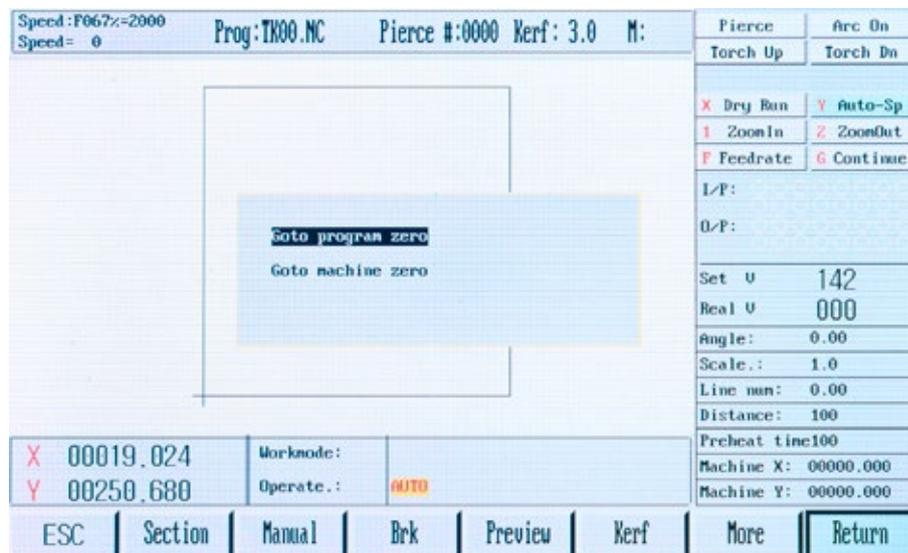 Speed:F067%=2000
Speed= 0
Prog:TK00.NC Pierce #:0000 Kerf: 3.0 M:
Pierce Arc On
Torch Up Torch Dn
X Dry Run Y Auto-Sp
1 ZoomIn Z ZoomOut
F Feedrate G Continue
I/P:
O/P:
Goto program zero
Goto machine zero
Set V 142
Real V 000
Angle: 0.00
Scale.: 1.0
Line num: 0.00
Distance: 100
Preheat time100
Machine X: 00000.000
Machine Y: 00000.000
X 00019.024
Y 00250.680
Workmode:
Operate.: AUTO
ESC Section Manual Brk Preview Kerf More Return